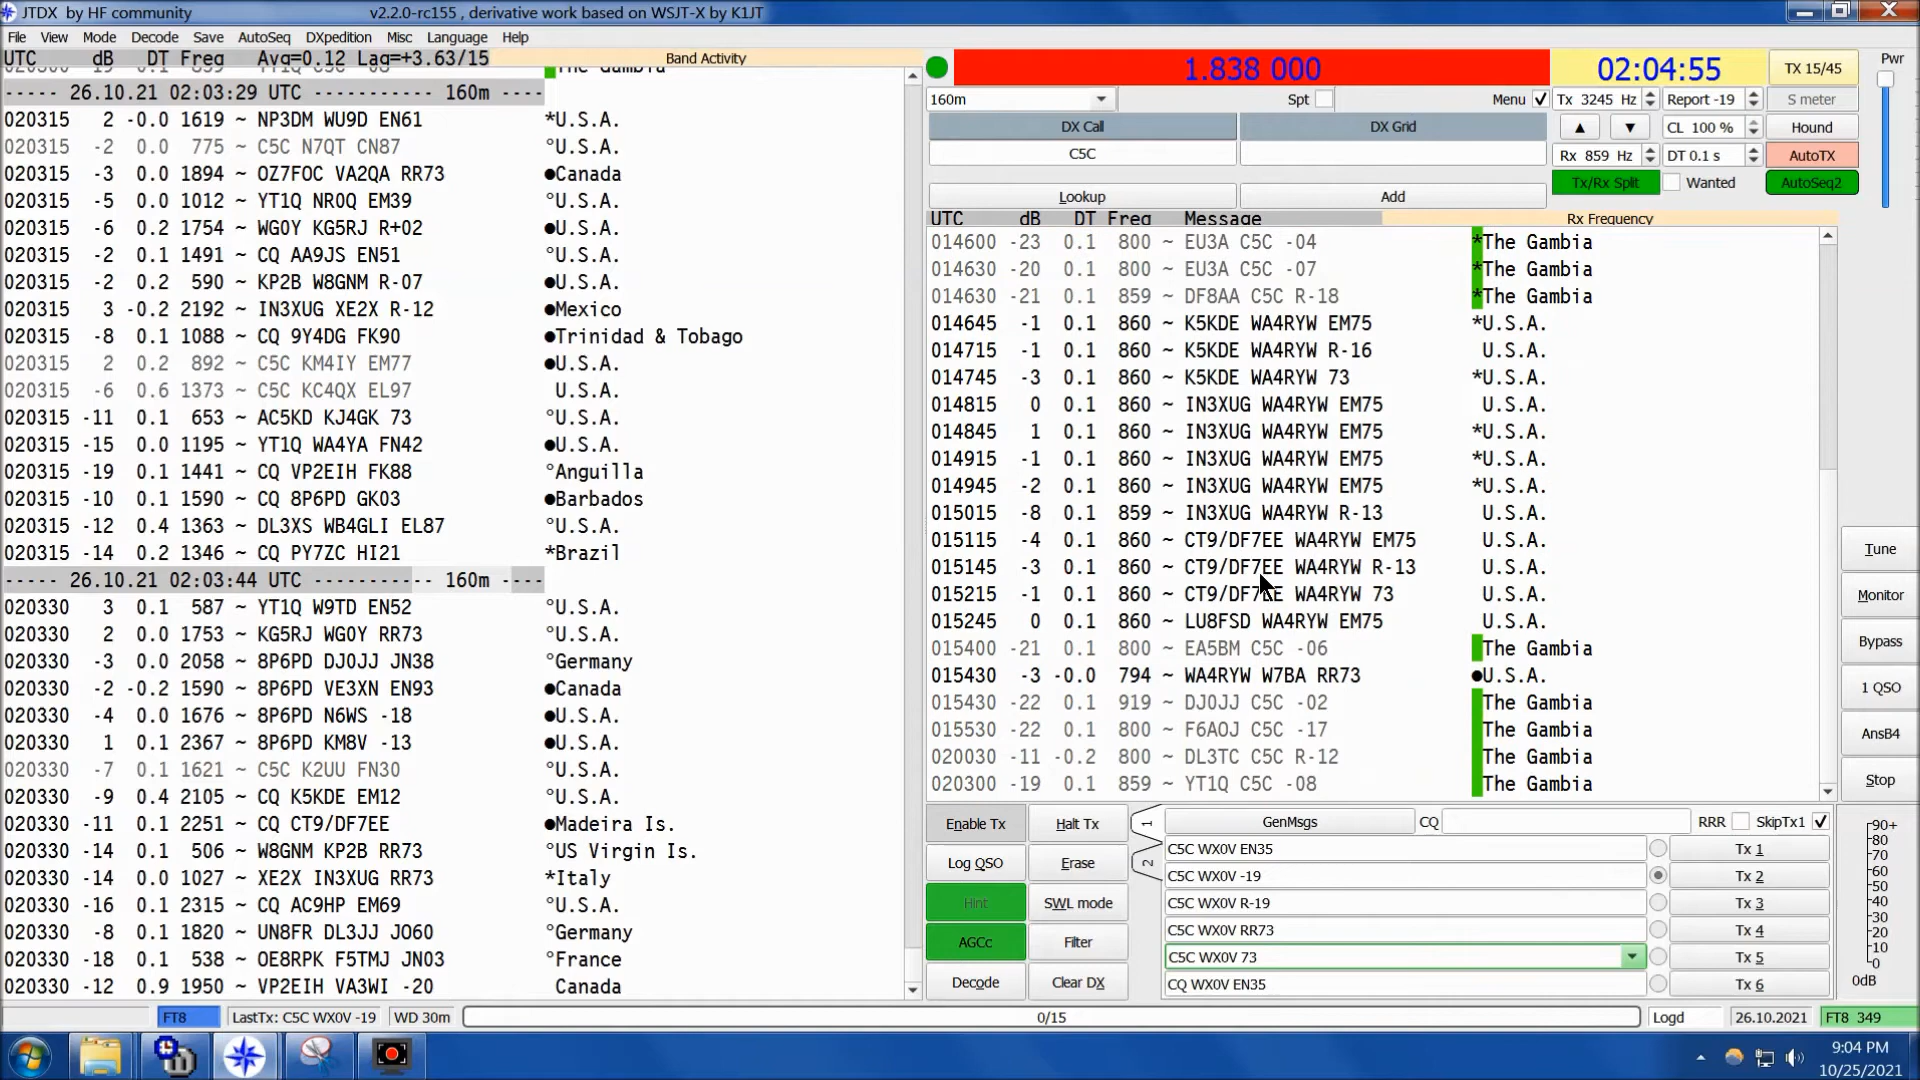 JTDX by HF community v2.2.0-rc155 , derivative work based on WSJT-X by K1JT
File View Mode Decode Save AutoSeq DXpedition Misc Language Help
UTC dB DT Freq Avg=0.12 Lag=+3.63/15 Band Activity
----- 26.10.21 02:03:29 UTC ----------- 160m ----
020315 2 -0.0 1619 ~ NP3DM WU9D EN61 *U.S.A.
020315 -2 0.0 775 ~ C5C N7QT CN87 °U.S.A.
020315 -3 0.0 1894 ~ OZ7FOC VA2QA RR73 ●Canada
020315 -5 0.0 1012 ~ YT1Q NR0Q EM39 °U.S.A.
020315 -6 0.2 1754 ~ WG0Y KG5RJ R+02 ●U.S.A.
020315 -2 0.1 1491 ~ CQ AA9JS EN51 °U.S.A.
020315 -2 0.2 590 ~ KP2B W8GNM R-07 ●U.S.A.
020315 3 -0.2 2192 ~ IN3XUG XE2X R-12 ●Mexico
020315 -8 0.1 1088 ~ CQ 9Y4DG FK90 ●Trinidad & Tobago
020315 2 0.2 892 ~ C5C KM4IY EM77 ●U.S.A.
020315 -6 0.6 1373 ~ C5C KC4QX EL97 U.S.A.
020315 -11 0.1 653 ~ AC5KD KJ4GK 73 °U.S.A.
020315 -15 0.0 1195 ~ YT1Q WA4YA FN42 ●U.S.A.
020315 -19 0.1 1441 ~ CQ VP2EIH FK88 °Anguilla
020315 -10 0.1 1590 ~ CQ 8P6PD GK03 ●Barbados
020315 -12 0.4 1363 ~ DL3XS WB4GLI EL87 °U.S.A.
020315 -14 0.2 1346 ~ CQ PY7ZC HI21 *Brazil
----- 26.10.21 02:03:44 UTC ----------- 160m ----
020330 3 0.1 587 ~ YT1Q W9TD EN52 °U.S.A.
020330 2 0.0 1753 ~ KG5RJ WG0Y RR73 ●U.S.A.
020330 -3 0.0 2058 ~ 8P6PD DJ0JJ JN38 °Germany
020330 -2 -0.2 1590 ~ 8P6PD VE3XN EN93 ●Canada
020330 -4 0.0 1676 ~ 8P6PD N6WS -18 ●U.S.A.
020330 1 0.1 2367 ~ 8P6PD KM8V -13 ●U.S.A.
020330 -7 0.1 1621 ~ C5C K2UU FN30 °U.S.A.
020330 -9 0.4 2105 ~ CQ K5KDE EM12 °U.S.A.
020330 -11 0.1 2251 ~ CQ CT9/DF7EE ●Madeira Is.
020330 -14 0.1 506 ~ W8GNM KP2B RR73 °US Virgin Is.
020330 -14 0.0 1027 ~ XE2X IN3XUG RR73 *Italy
020330 -16 0.1 2315 ~ CQ AC9HP EM69 °U.S.A.
020330 -8 0.1 1820 ~ UN8FR DL3JJ JO60 °Germany
020330 -18 0.1 538 ~ OE8RPK F5TMJ JN03 °France
020330 -12 0.9 1950 ~ VP2EIH VA3WI -20 Canada
1.838 000 02:04:55 TX 15/45 Pwr
160m Spt Menu Tx 3245 Hz Report -19 S meter
DX Call DX Grid CL 100 % Hound
C5C Rx 859 Hz DT 0.1 s AutoTX
Tx/Rx Split Wanted AutoSeq2
Lookup Add
UTC dB DT Freq Message Rx Frequency
014600 -23 0.1 800 ~ EU3A C5C -04 *The Gambia
014630 -20 0.1 800 ~ EU3A C5C -07 *The Gambia
014630 -21 0.1 859 ~ DF8AA C5C R-18 *The Gambia
014645 -1 0.1 860 ~ K5KDE WA4RYW EM75 *U.S.A.
014715 -1 0.1 860 ~ K5KDE WA4RYW R-16 U.S.A.
014745 -3 0.1 860 ~ K5KDE WA4RYW 73 *U.S.A.
014815 0 0.1 860 ~ IN3XUG WA4RYW EM75 U.S.A.
014845 1 0.1 860 ~ IN3XUG WA4RYW EM75 *U.S.A.
014915 -1 0.1 860 ~ IN3XUG WA4RYW EM75 *U.S.A.
014945 -2 0.1 860 ~ IN3XUG WA4RYW EM75 *U.S.A.
015015 -8 0.1 859 ~ IN3XUG WA4RYW R-13 U.S.A.
015115 -4 0.1 860 ~ CT9/DF7EE WA4RYW EM75 U.S.A.
015145 -3 0.1 860 ~ CT9/DF7EE WA4RYW R-13 U.S.A.
015215 -1 0.1 860 ~ CT9/DF7EE WA4RYW 73 U.S.A.
015245 0 0.1 860 ~ LU8FSD WA4RYW EM75 U.S.A.
015400 -21 0.1 800 ~ EA5BM C5C -06 The Gambia
015430 -3 -0.0 794 ~ WA4RYW W7BA RR73 ●U.S.A.
015430 -22 0.1 919 ~ DJ0JJ C5C -02 The Gambia
015530 -22 0.1 800 ~ F6AOJ C5C -17 The Gambia
020030 -11 -0.2 800 ~ DL3TC C5C R-12 The Gambia
020300 -19 0.1 859 ~ YT1Q C5C -08 The Gambia
Tune
Monitor
Bypass
1 QSO
AnsB4
Stop
Enable Tx Halt Tx 1 GenMsgs CQ RRR SkipTx1
Log QSO Erase 2 C5C WX0V EN35 Tx 1
C5C WX0V -19 Tx 2
Hint SWL mode C5C WX0V R-19 Tx 3
AGCc Filter C5C WX0V RR73 Tx 4
C5C WX0V 73 Tx 5
Decode Clear DX CQ WX0V EN35 Tx 6
90+
80
70
60
50
40
30
20
10
0
0dB
FT8 LastTx: C5C WX0V -19 WD 30m 0/15 Logd 26.10.2021 FT8 349
9:04 PM
10/25/2021